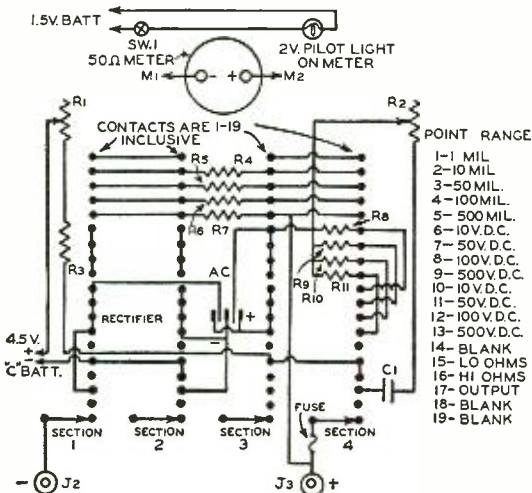 1.5V. BATT
SW.1
2V. PILOT LIGHT
ON METER
50Ω METER
M1
-
+
M2
R1
R2
CONTACTS ARE 1-19
INCLUSIVE
R5
R4
R6
R7
R8
R3
R9
R10
R11
AC
+
-
RECTIFIER
4.5V.
+
-
"C" BATT.
C1
FUSE
SECTION
1
SECTION
2
SECTION
3
SECTION
4
- J2
J3 +
POINT RANGE
1-1 MIL
2-10 MIL
3-50 MIL.
4-100 MIL.
5-500 MIL.
6-10 V.D.C.
7-50 V.D.C.
8-100 V.D.C.
9-500 V.D.C.
10-10 V.D.C.
11-50 V.D.C.
12-100 V.D.C.
13-500 V.D.C.
14-BLANK
15-LO OHMS
16-HI OHMS
17-OUTPUT
18-BLANK
19-BLANK